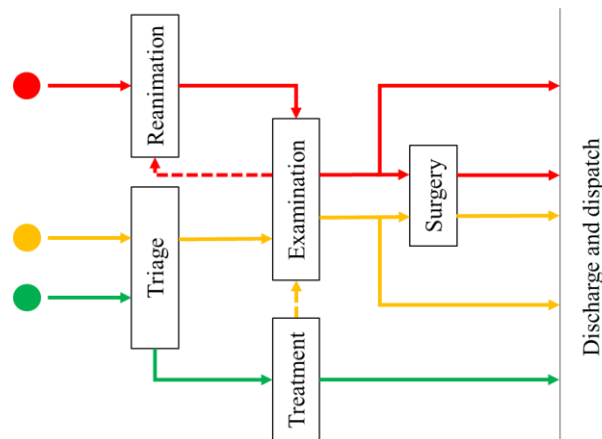 Reanimation
Triage
Examination
Treatment
Surgery
Discharge and dispatch